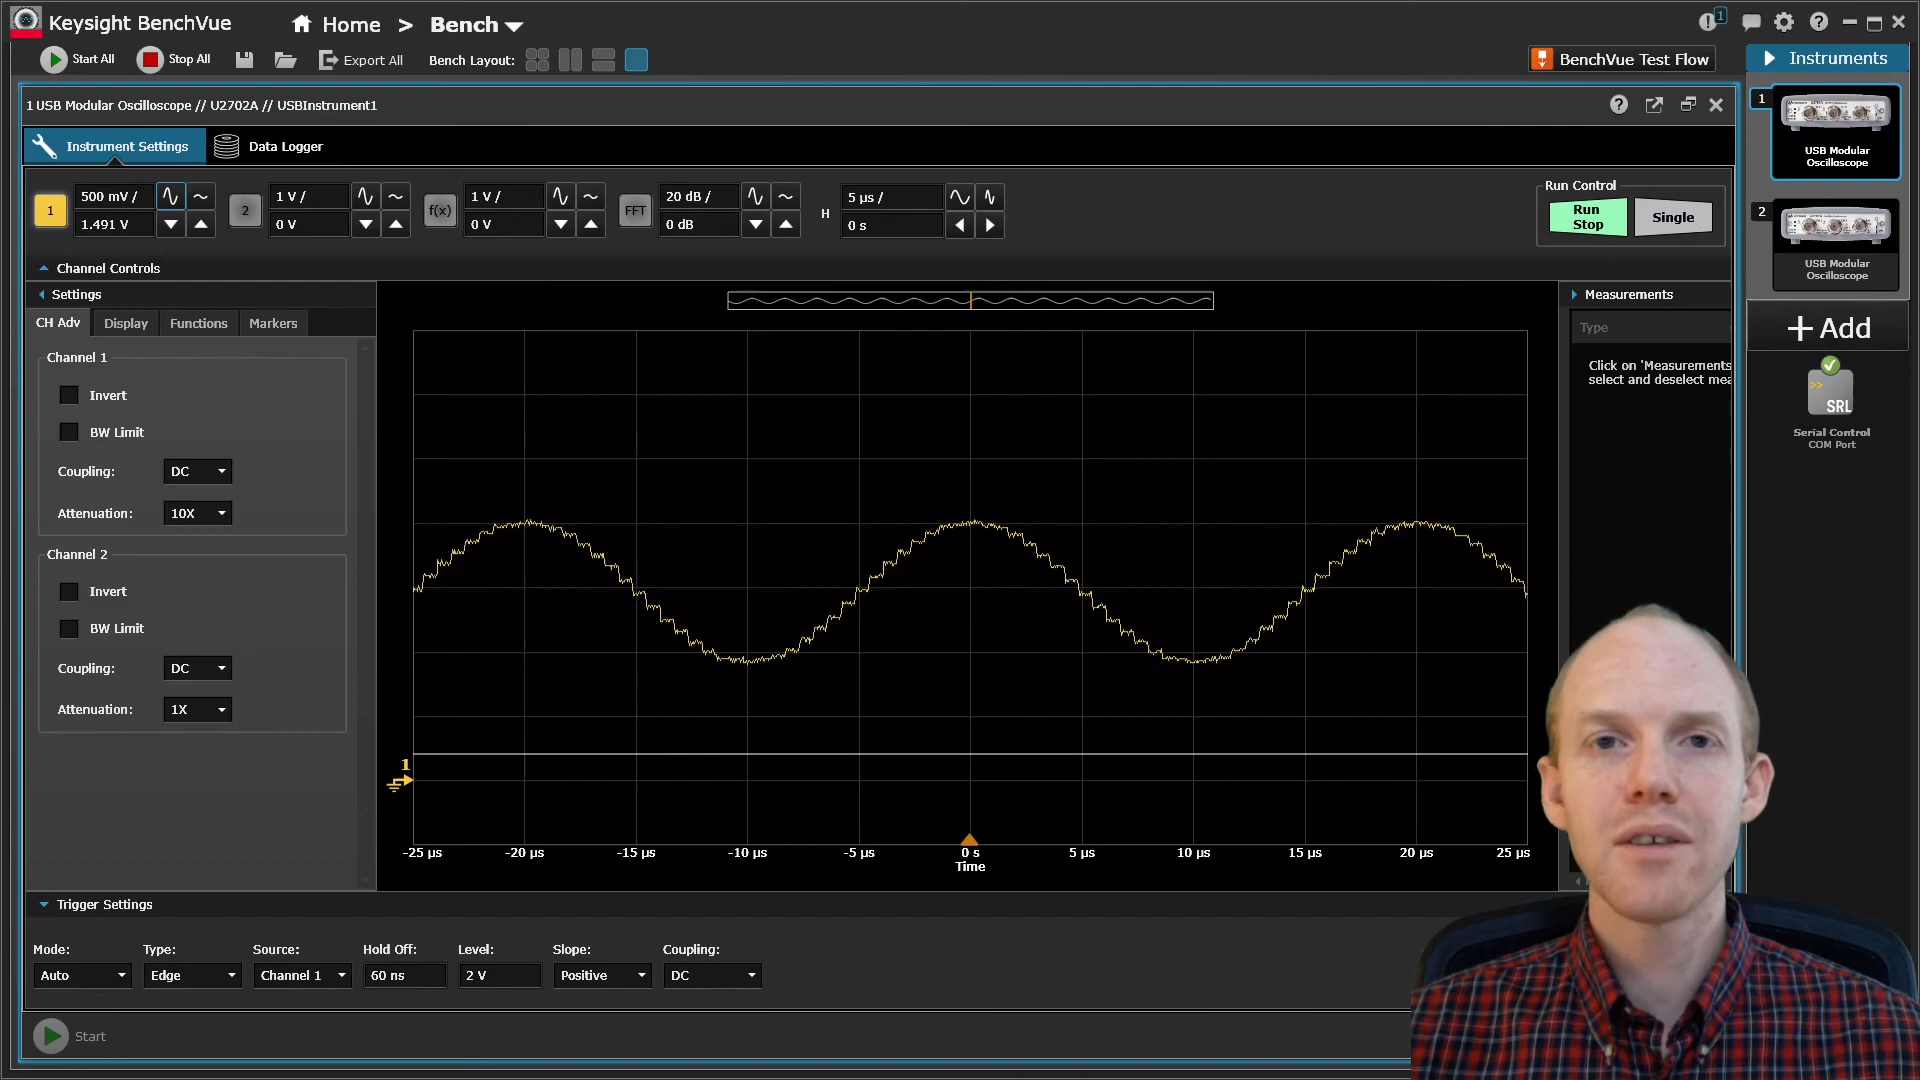 Keysight BenchVue
Home > Bench
1
Start All
Stop All
Export All
Bench Layout:
BenchVue Test Flow
Instruments
1 USB Modular Oscilloscope // U2702A // USBInstrument1
Instrument Settings
Data Logger
1
500 mV /
1.491 V
2
1 V /
0 V
f(x)
1 V /
0 V
FFT
20 dB /
0 dB
H
5 µs /
0 s
Run Control
Run
Stop
Single
1
USB Modular
Oscilloscope
2
USB Modular
Oscilloscope
+ Add
SRL
Serial Control
COM Port
Channel Controls
Settings
CH Adv
Display
Functions
Markers
Channel 1
Invert
BW Limit
Coupling: DC
Attenuation: 10X
Channel 2
Invert
BW Limit
Coupling: DC
Attenuation: 1X
1
-25 µs -20 µs -15 µs -10 µs -5 µs 0 s 5 µs 10 µs 15 µs 20 µs 25 µs
Time
Measurements
Type
Click on 'Measurements
select and deselect mea
Trigger Settings
Mode: Type: Source: Hold Off: Level: Slope: Coupling:
Auto Edge Channel 1 60 ns 2 V Positive DC
Start